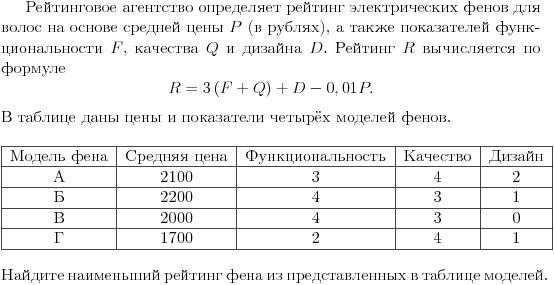 Рейтинговое агентство определяет рейтинг электрических фенов для
волос на основе средней цены P (в рублях), а также показателей функ-
циональности F, качества Q и дизайна D. Рейтинг R вычисляется по
формуле
R = 3 (F + Q) + D − 0, 01P.
В таблице даны цены и показатели четырёх моделей фенов.
Модель фена Средняя цена Функциональность Качество Дизайн
А 2100 3 4 2
Б 2200 4 3 1
В 2000 4 3 0
Г 1700 2 4 1
Найдите наименьший рейтинг фена из представленных в таблице моделей.